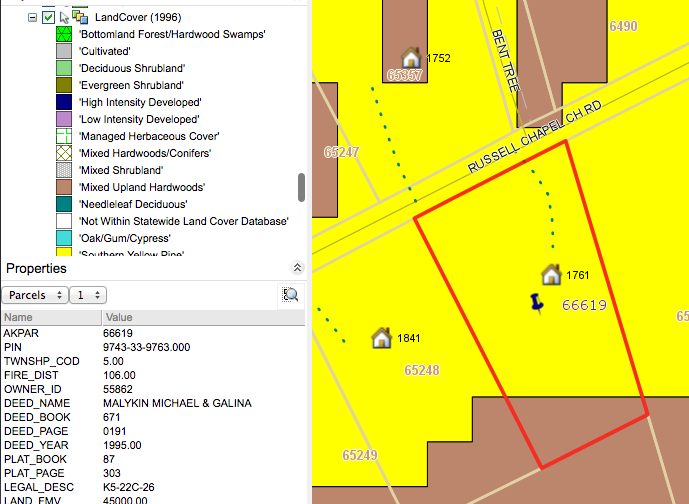 LandCover (1996)
'Bottomland Forest/Hardwood Swamps'
'Cultivated'
'Deciduous Shrubland'
'Evergreen Shrubland'
'High Intensity Developed'
'Low Intensity Developed'
'Managed Herbaceous Cover'
'Mixed Hardwoods/Conifers'
'Mixed Shrubland'
'Mixed Upland Hardwoods'
'Needleleaf Deciduous'
'Not Within Statewide Land Cover Database'
'Oak/Gum/Cypress'
'Southern Yellow Pine'
Properties
Parcels 1
Name Value
AKPAR 66619
PIN 9743-33-9763.000
TWNSHP_COD 5.00
FIRE_DIST 106.00
OWNER_ID 55862
DEED_NAME MALYKIN MICHAEL & GALINA
DEED_BOOK 671
DEED_PAGE 0191
DEED_YEAR 1995.00
PLAT_BOOK 87
PLAT_PAGE 303
LEGAL_DESC K5-22C-26
LAND_FMV 45000.00
6490
BENT TREE
1752
65357
RUSSELL CHAPEL CH RD
65247
1761
66619
65
1841
65248
65249